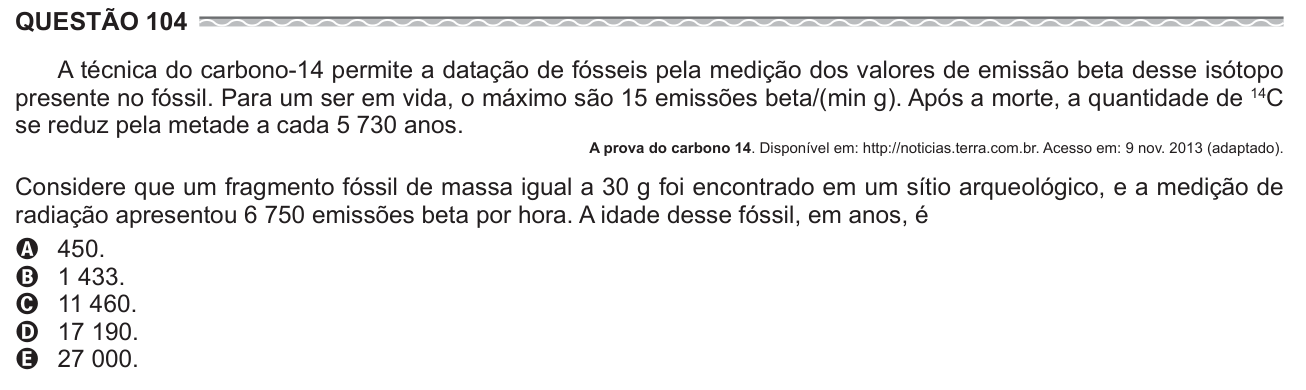 QUESTÃO 104
A técnica do carbono-14 permite a datação de fósseis pela medição dos valores de emissão beta desse isótopo
presente no fóssil. Para um ser em vida, o máximo são 15 emissões beta/(min g). Após a morte, a quantidade de ¹⁴C
se reduz pela metade a cada 5 730 anos.
A prova do carbono 14. Disponível em: http://noticias.terra.com.br. Acesso em: 9 nov. 2013 (adaptado).
Considere que um fragmento fóssil de massa igual a 30 g foi encontrado em um sítio arqueológico, e a medição de
radiação apresentou 6 750 emissões beta por hora. A idade desse fóssil, em anos, é
A 450.
B 1 433.
C 11 460.
D 17 190.
E 27 000.